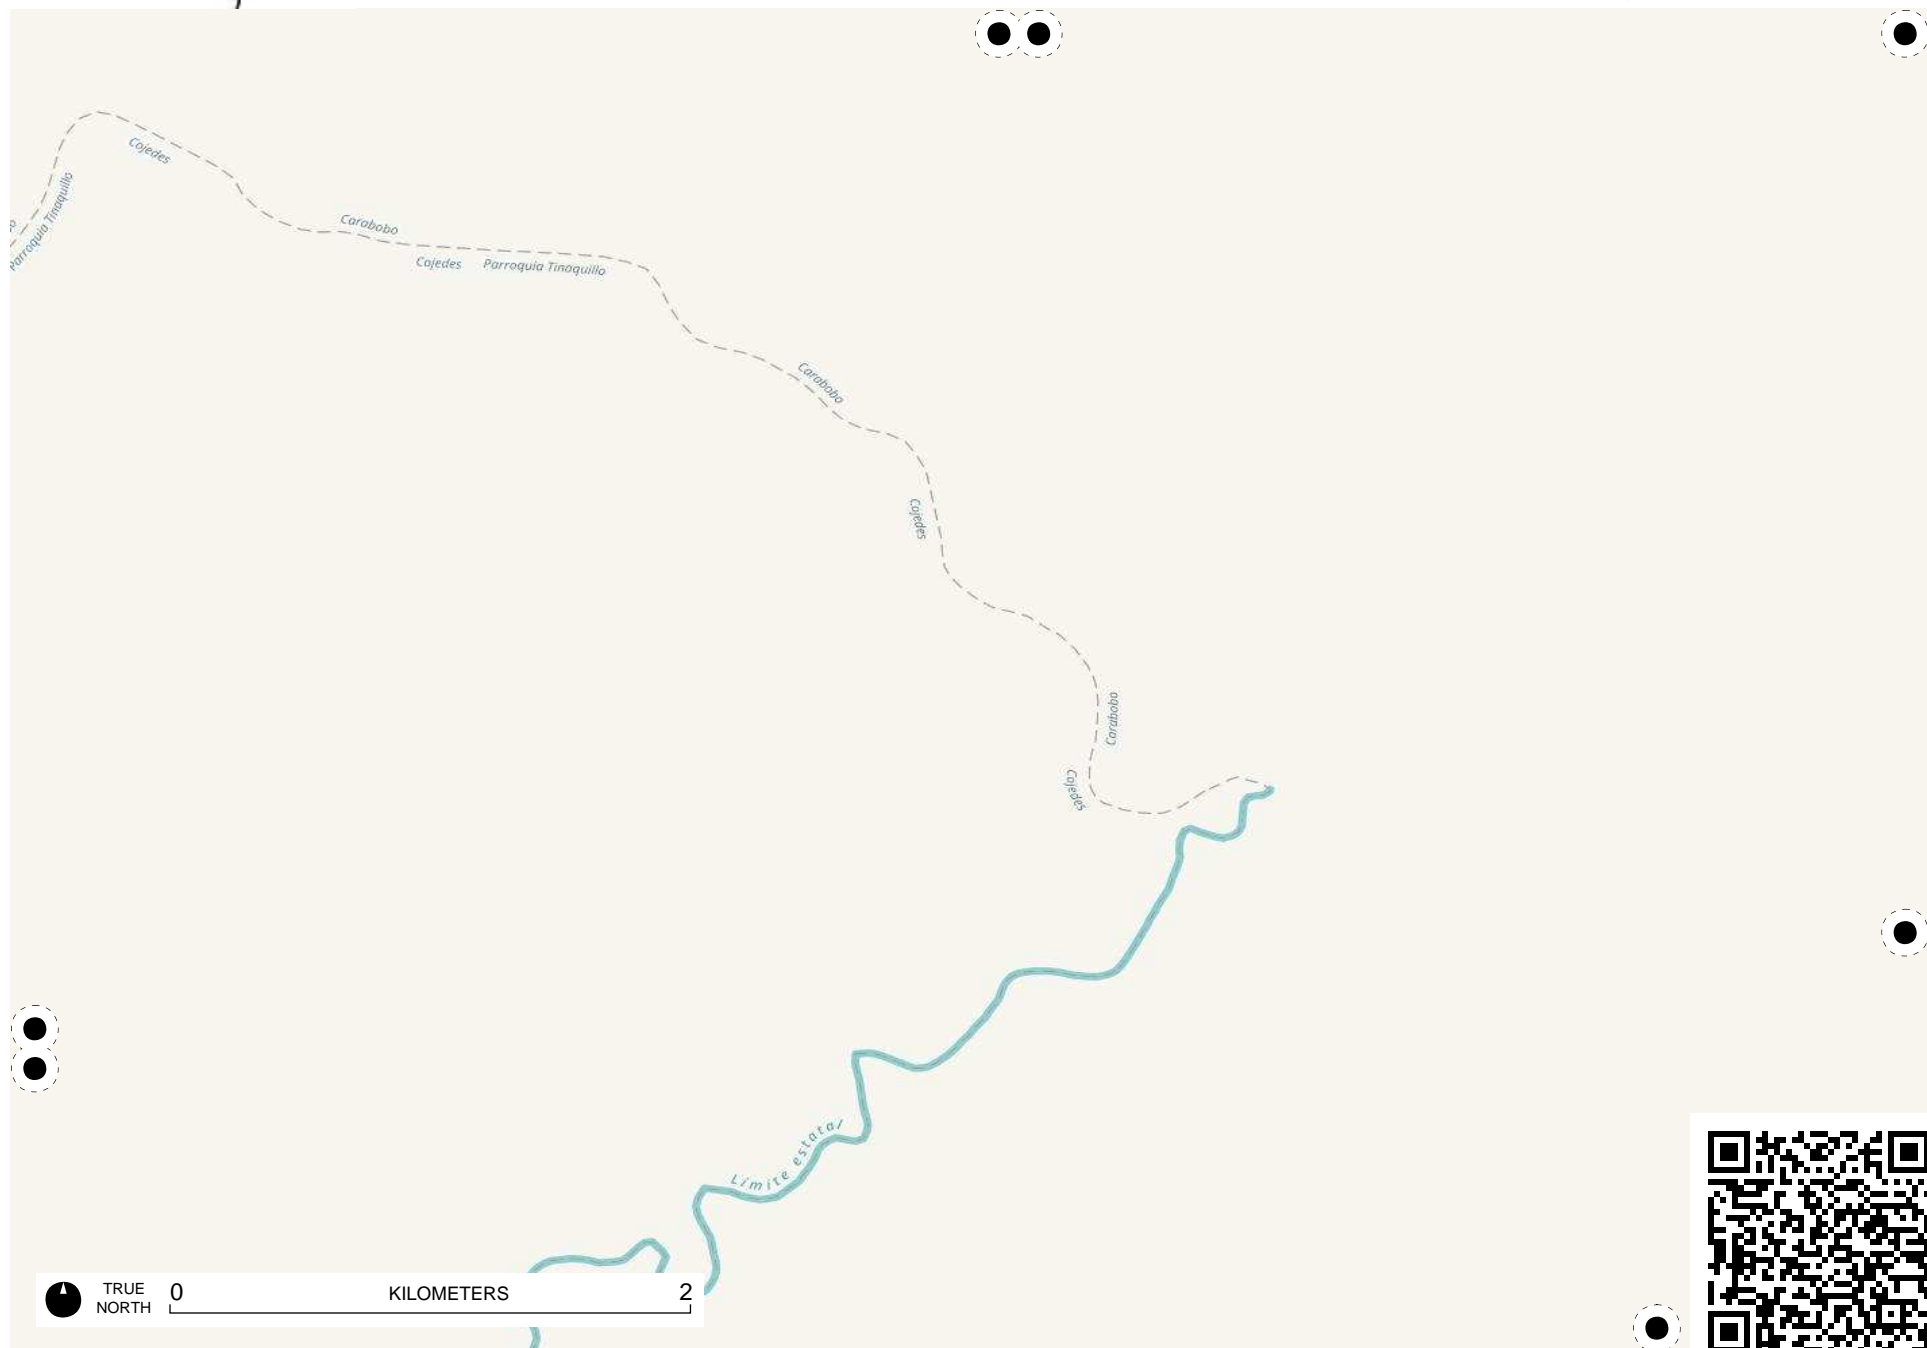 Cojedes
Parroquia Tinaquillo
Carabobo
Cojedes Parroquia Tinaquillo
Carabobo
Cojedes
Carabobo
Cojedes
Límite estatal
TRUE NORTH
0 KILOMETERS 2